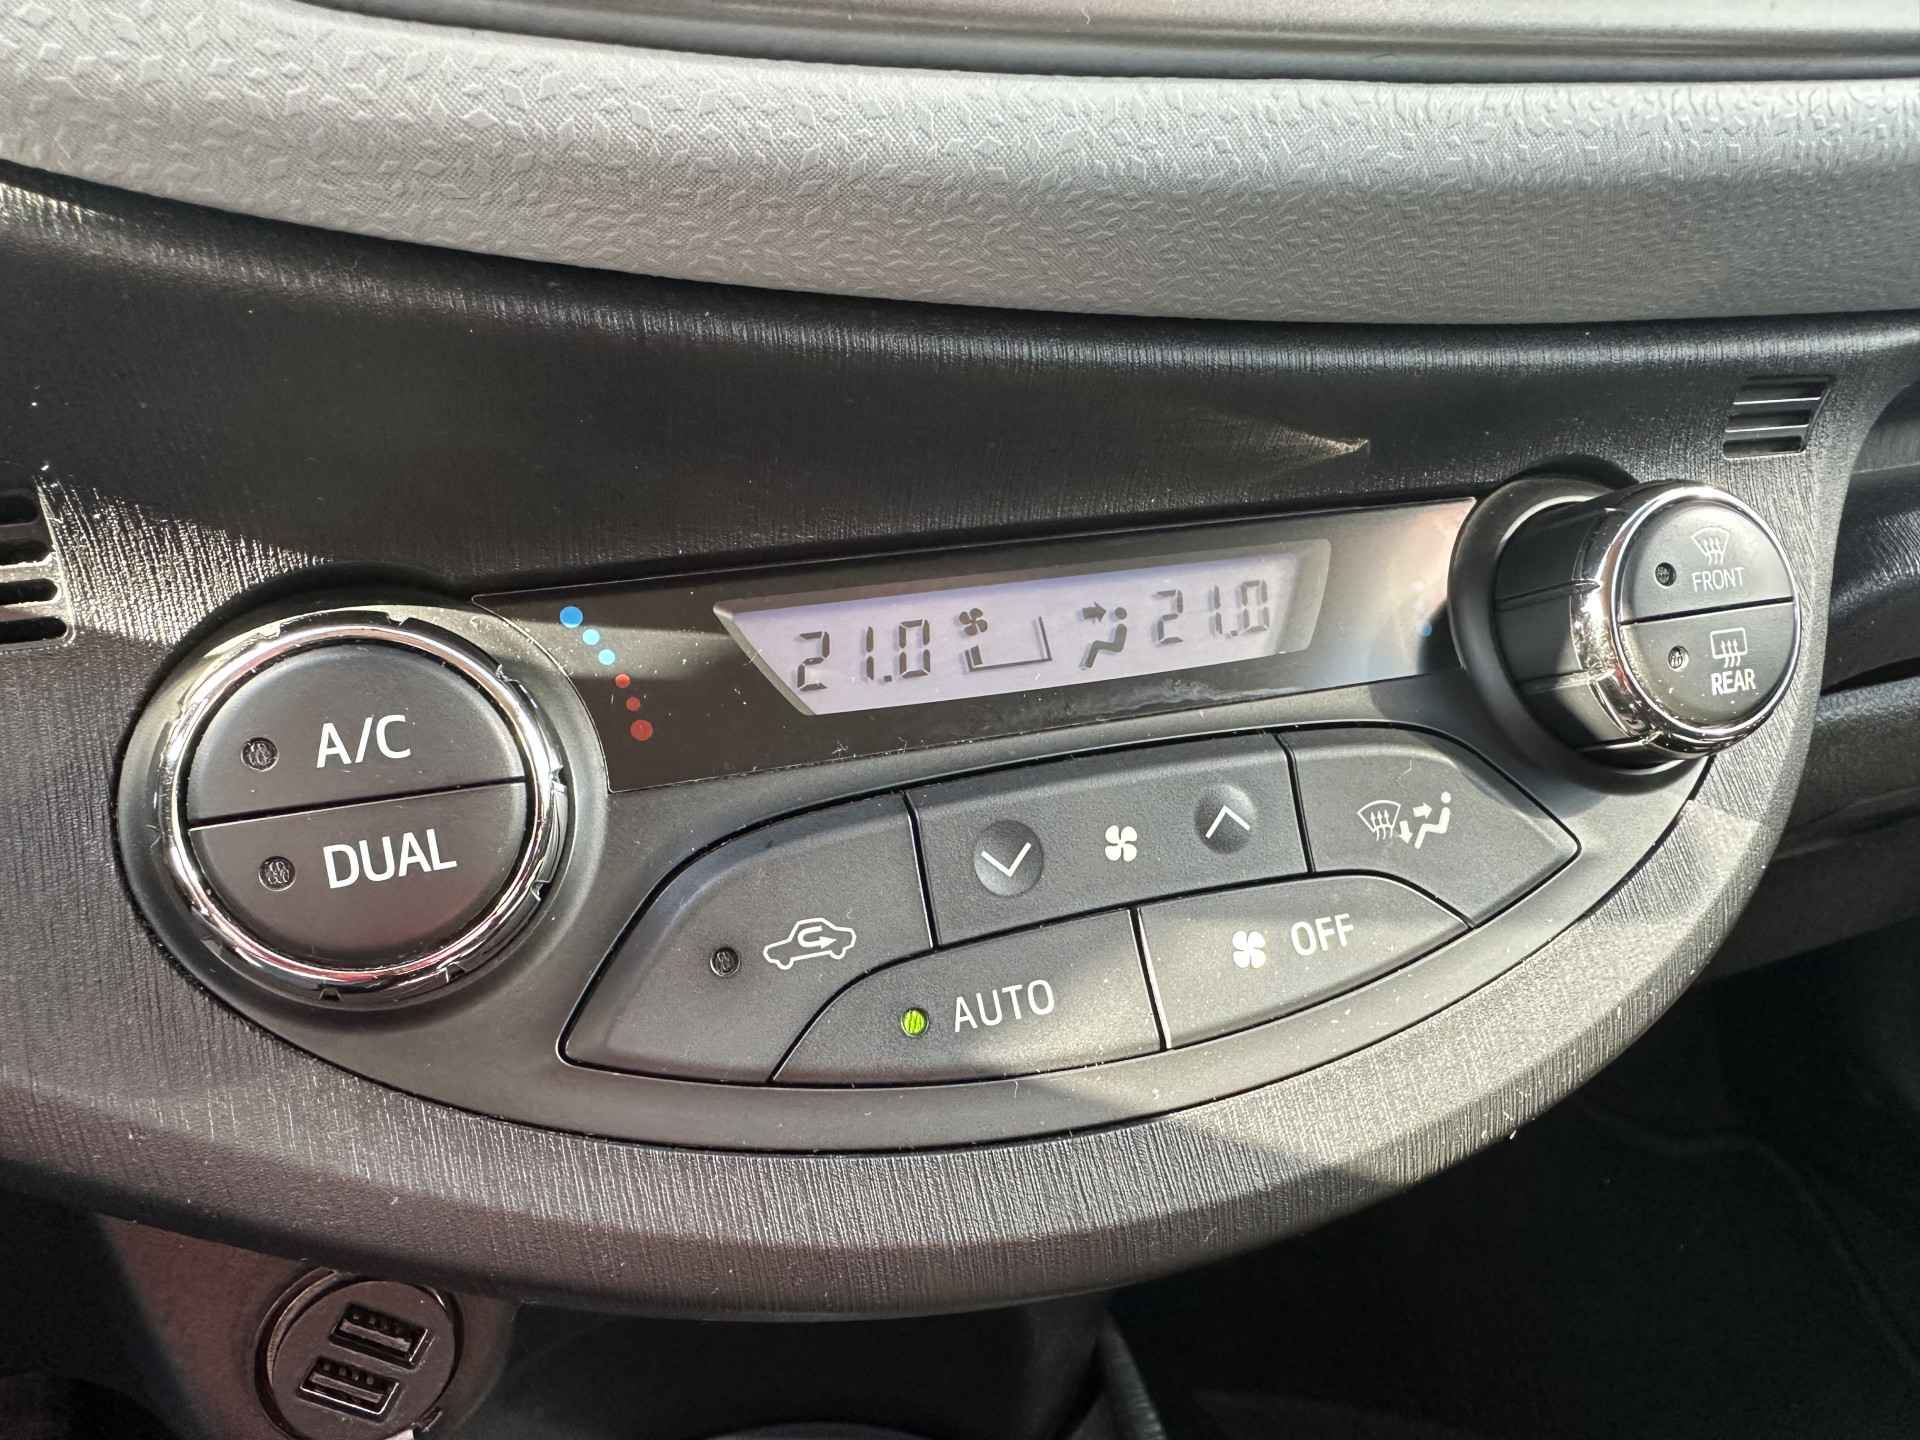 21.0 21.0
FRONT
REAR
A/C
DUAL
AUTO
OFF